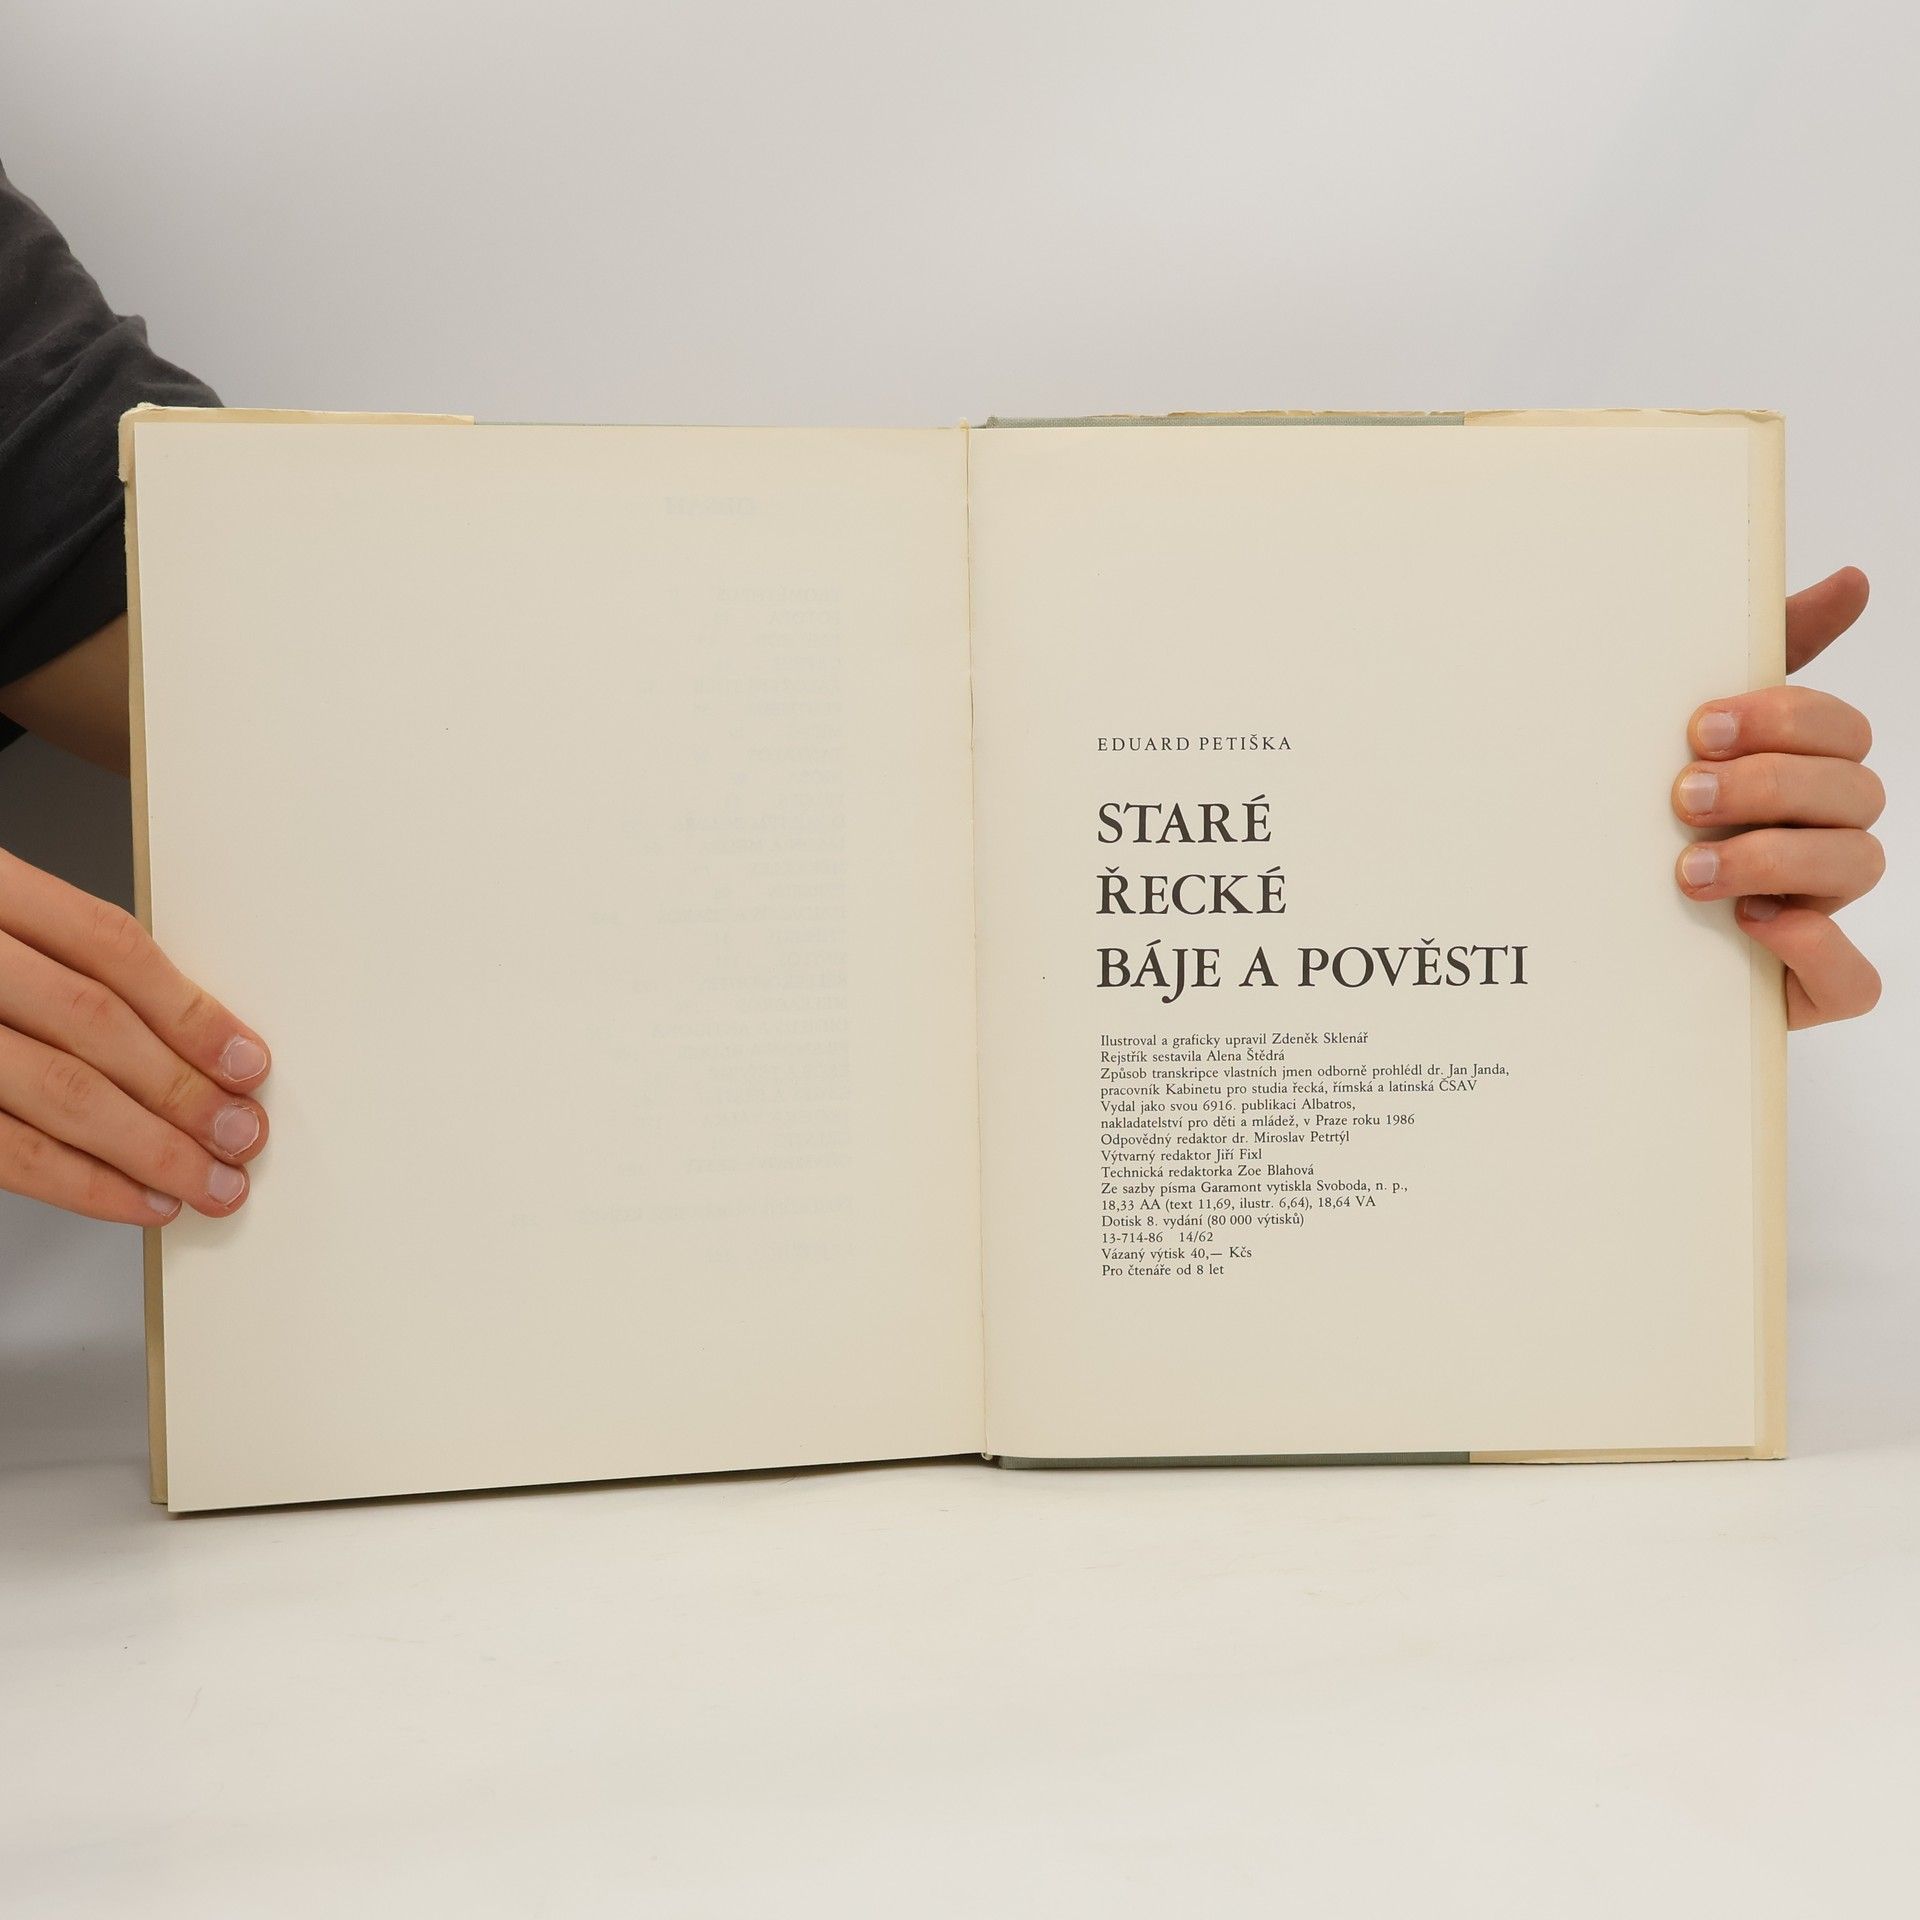 EDUARD PETIŠKA
STARÉ
ŘECKÉ
BÁJE A POVĚSTI
Ilustroval a graficky upravil Zdeněk Sklenář
Rejstřík sestavila Alena Štědrá
Způsob transkripce vlastních jmen odborně prohlédl dr. Jan Janda,
pracovník Kabinetu pro studia řecká, římská a latinská ČSAV
Vydal jako svou 6916. publikaci Albatros,
nakladatelství pro děti a mládež, v Praze roku 1986
Odpovědný redaktor dr. Miroslav Petrtýl
Výtvarný redaktor Jiří Fixl
Technická redaktorka Zoe Blahová
Ze sazby písma Garamont vytiskla Svoboda, n. p.,
18,33 AA (text 11,69, ilustr. 6,64), 18,64 VA
Dotisk 8. vydání (80 000 výtisků)
13-714-86 14/62
Vázaný výtisk 40,— Kčs
Pro čtenáře od 8 let